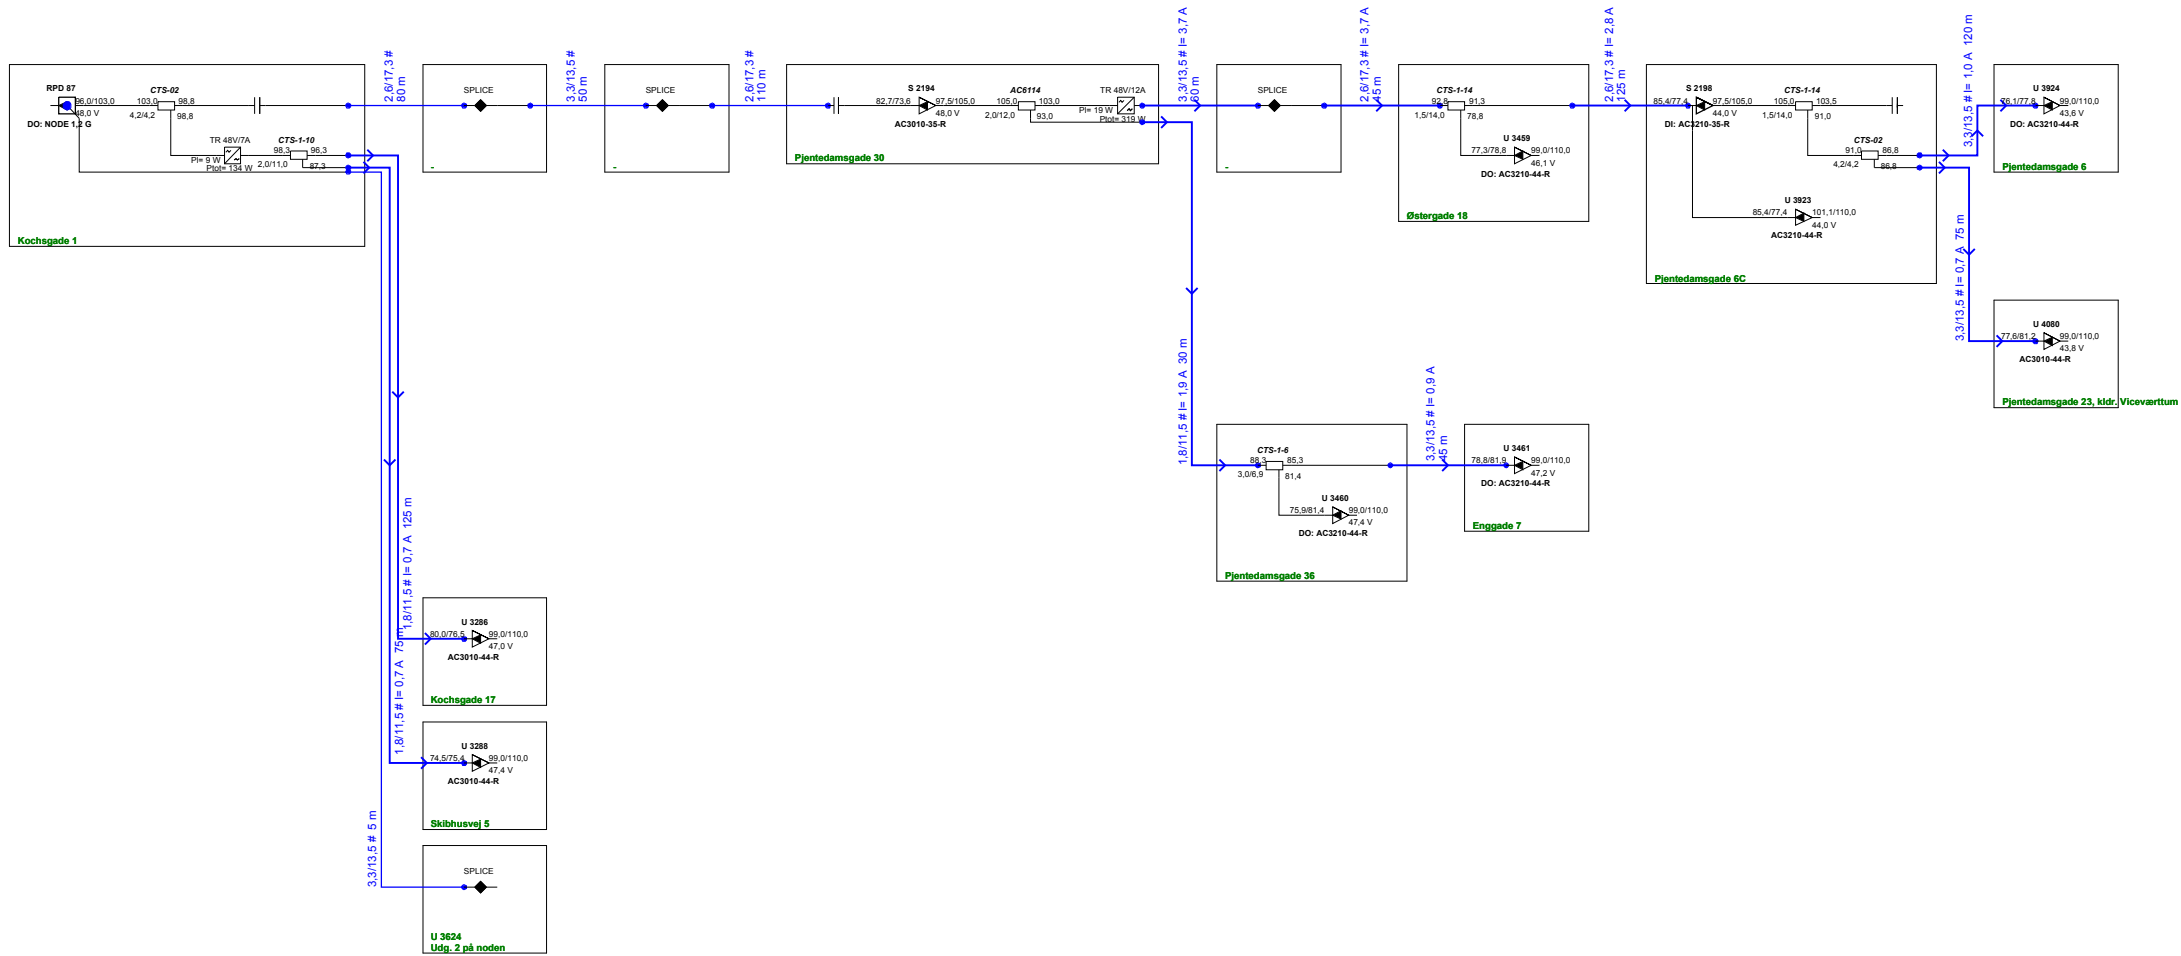 RPD 87
96,0/103,0
48,0 V
DO: NODE 1,2 G
CTS-02
103,0
98,8
4,2/4,2
98,8
TR 48V/7A
Pl= 9 W
Ptot= 134 W
CTS-1-10
98,3
96,3
2,0/11,0
87,3
Kochsgade 1
2,6/17,3 #
80 m
SPLICE
-
3,3/13,5 #
50 m
SPLICE
-
2,6/17,3 #
110 m
S 2194
82,7/73,6
97,5/105,0
48,0 V
AC3010-35-R
AC6114
105,0
103,0
2,0/12,0
93,0
TR 48V/12A
Pl= 19 W
Ptot= 319 W
Pjentedamsgade 30
3,3/13,5 # I= 3,7 A
60 m
SPLICE
-
2,6/17,3 # I= 3,7 A
45 m
CTS-1-14
92,8
91,3
1,5/14,0
78,8
U 3459
77,3/78,8
99,0/110,0
46,1 V
DO: AC3210-44-R
Østergade 18
2,6/17,3 # I= 2,8 A
125 m
S 2198
85,4/77,4
97,5/105,0
44,0 V
DI: AC3210-35-R
CTS-1-14
105,0
103,5
1,5/14,0
91,0
CTS-02
91,0
86,8
4,2/4,2
86,8
U 3923
85,4/77,4
101,1/110,0
44,0 V
AC3210-44-R
Pjentedamsgade 6C
3,3/13,5 # I= 1,0 A 120 m
U 3924
76,1/77,8
99,0/110,0
43,6 V
DO: AC3210-44-R
Pjentedamsgade 6
3,3/13,5 # I= 0,7 A 75 m
U 4080
77,6/81,2
99,0/110,0
43,8 V
AC3010-44-R
Pjentedamsgade 23, kldr. Viceværttum
1,8/11,5 # I= 1,9 A 30 m
CTS-1-6
88,3
85,3
3,0/6,9
81,4
U 3460
75,9/81,4
99,0/110,0
47,4 V
DO: AC3210-44-R
Pjentedamsgade 36
3,3/13,5 # I= 0,9 A
45 m
U 3461
78,8/81,9
99,0/110,0
47,2 V
DO: AC3210-44-R
Enggade 7
1,8/11,5 # I= 0,7 A 125 m
U 3286
80,0/76,5
99,0/110,0
47,0 V
AC3010-44-R
Kochsgade 17
1,8/11,5 # I= 0,7 A 75 m
U 3288
74,5/75,4
99,0/110,0
47,4 V
AC3010-44-R
Skibhusvej 5
3,3/13,5 # 5 m
SPLICE
U 3624
Udg. 2 på noden